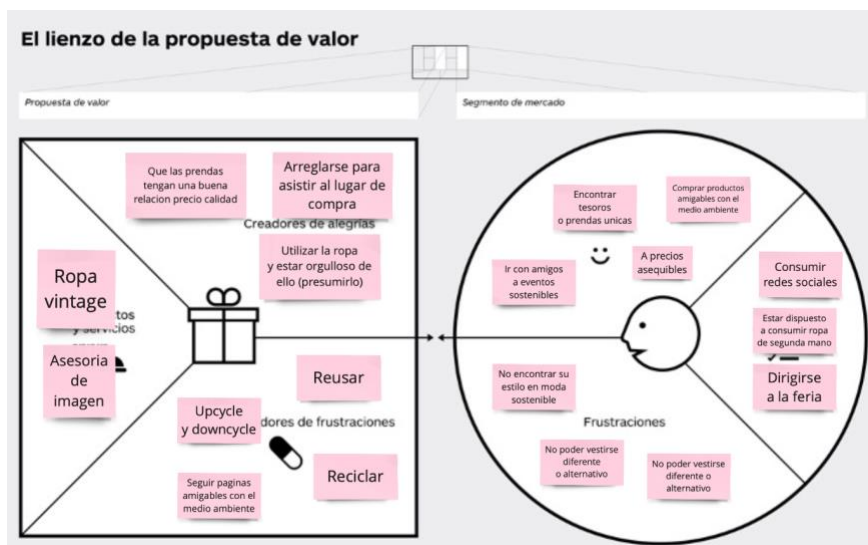 El lienzo de la propuesta de valor
Propuesta de valor
Segmento de mercado
Que las prendas
tengan una buena
relacion precio calidad
Arreglarse para
asistir al lugar de
compra
Creadores de alegrías
Utilizar la ropa
y estar orgulloso de
ello (presumirlo)
Ropa
vintage
tos
y servicios
Asesoria
de
imagen
Reusar
Upcycle
y downcycle
dores de frustraciones
Seguir paginas
amigables con el
medio ambiente
Reciclar
Encontrar
tesoros
o prendas unicas
Comprar productos
amigables con el
medio ambiente
Ir con amigos
a eventos
sostenibles
A precios
asequibles
Consumir
redes sociales
Estar dispuesto
a consumir ropa
de segunda mano
Dirigirse
a la feria
No encontrar su
estilo en moda
sostenible
Frustraciones
No poder vestirse
diferente
o alternativo
No poder vestirse
diferente o
alternativo